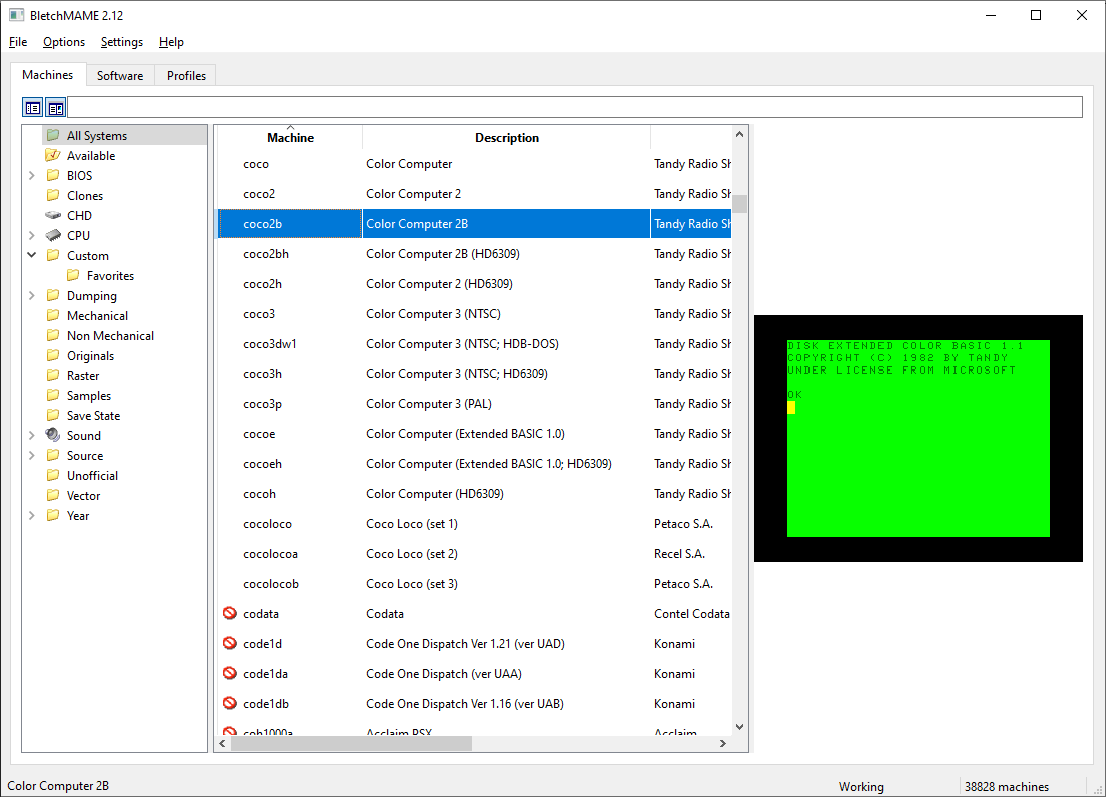 BletchMAME 2.12
File Options Settings Help
Machines Software Profiles
All Systems
Available
BIOS
Clones
CHD
CPU
Custom
Favorites
Dumping
Mechanical
Non Mechanical
Originals
Raster
Samples
Save State
Sound
Source
Unofficial
Vector
Year
Machine Description
coco Color Computer Tandy Radio Sh
coco2 Color Computer 2 Tandy Radio Sh
coco2b Color Computer 2B Tandy Radio Sh
coco2bh Color Computer 2B (HD6309) Tandy Radio Sh
coco2h Color Computer 2 (HD6309) Tandy Radio Sh
coco3 Color Computer 3 (NTSC) Tandy Radio Sh
coco3dw1 Color Computer 3 (NTSC; HDB-DOS) Tandy Radio Sh
coco3h Color Computer 3 (NTSC; HD6309) Tandy Radio Sh
coco3p Color Computer 3 (PAL) Tandy Radio Sh
cocoe Color Computer (Extended BASIC 1.0) Tandy Radio Sh
cocoeh Color Computer (Extended BASIC 1.0; HD6309) Tandy Radio Sh
cocoh Color Computer (HD6309) Tandy Radio Sh
cocoloco Coco Loco (set 1) Petaco S.A.
cocolocoa Coco Loco (set 2) Recel S.A.
cocolocob Coco Loco (set 3) Petaco S.A.
codata Codata Contel Codata
code1d Code One Dispatch Ver 1.21 (ver UAD) Konami
code1da Code One Dispatch (ver UAA) Konami
code1db Code One Dispatch Ver 1.16 (ver UAB) Konami
coh1000a Acclaim PSX Acclaim
DISK EXTENDED COLOR BASIC 1.1
COPYRIGHT (C) 1982 BY TANDY
UNDER LICENSE FROM MICROSOFT
OK
Color Computer 2B Working 38828 machines